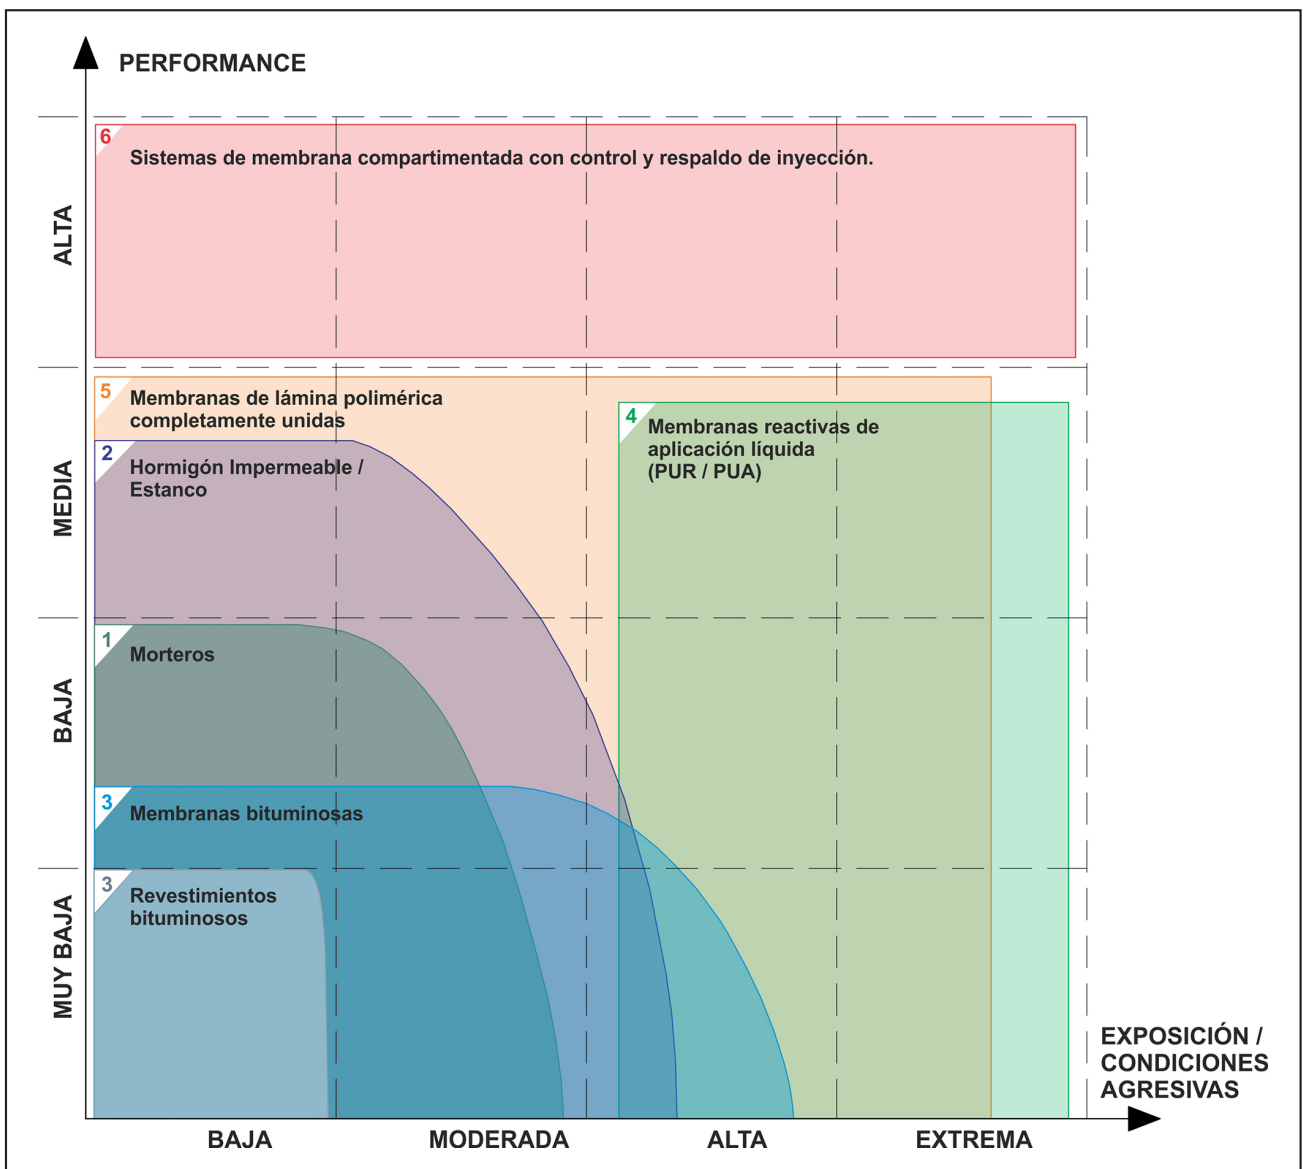 PERFORMANCE
ALTA
6
Sistemas de membrana compartimentada con control y respaldo de inyección.
MEDIA
5
Membranas de lámina polimérica
completamente unidas
4
Membranas reactivas de
aplicación líquida
(PUR / PUA)
2
Hormigón Impermeable /
Estanco
BAJA
1
Morteros
3
Membranas bituminosas
MUY BAJA
3
Revestimientos
bituminosos
EXPOSICIÓN /
CONDICIONES
AGRESIVAS
BAJA
MODERADA
ALTA
EXTREMA